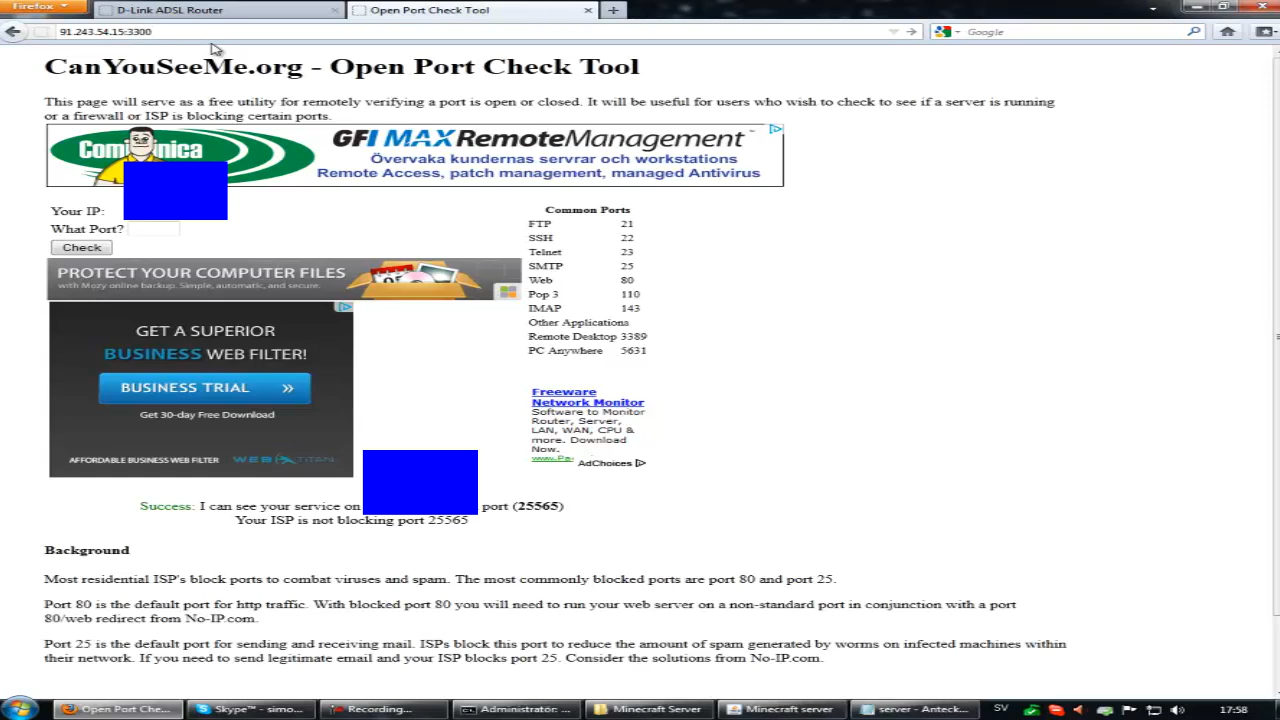 Firefox
D-Link ADSL Router
Open Port Check Tool
91.243.54.15:3300
Google
CanYouSeeMe.org - Open Port Check Tool
This page will serve as a free utility for remotely verifying a port is open or closed. It will be useful for users who wish to check to see if a server is running
or a firewall or ISP is blocking certain ports.
GFI MAX RemoteManagement™
Övervaka kundernas servrar och workstations
Remote Access, patch management, managed Antivirus
Your IP:
What Port?
Check
Common Ports
FTP 21
SSH 22
Telnet 23
SMTP 25
Web 80
Pop 3 110
IMAP 143
Other Applications
Remote Desktop 3389
PC Anywhere 5631
PROTECT YOUR COMPUTER FILES
with Mozy online backup. Simple, automatic, and secure.
GET A SUPERIOR
BUSINESS WEB FILTER!
BUSINESS TRIAL »
Get 30-day Free Download
AFFORDABLE BUSINESS WEB FILTER WEBTITAN
Freeware
Network Monitor
Software to Monitor
Router, Server,
LAN, WAN, CPU &
more. Download
Now.
AdChoices
Success: I can see your service on port (25565)
Your ISP is not blocking port 25565
Background
Most residential ISP's block ports to combat viruses and spam. The most commonly blocked ports are port 80 and port 25.
Port 80 is the default port for http traffic. With blocked port 80 you will need to run your web server on a non-standard port in conjunction with a port
80/web redirect from No-IP.com.
Port 25 is the default port for sending and receiving mail. ISPs block this port to reduce the amount of spam generated by worms on infected machines within
their network. If you need to send legitimate email and your ISP blocks port 25. Consider the solutions from No-IP.com.
Open Port Che...
Skype™ - simo...
Recording...
Administratör: ...
Minecraft Server
Minecraft server
server - Anteck...
SV
17:58